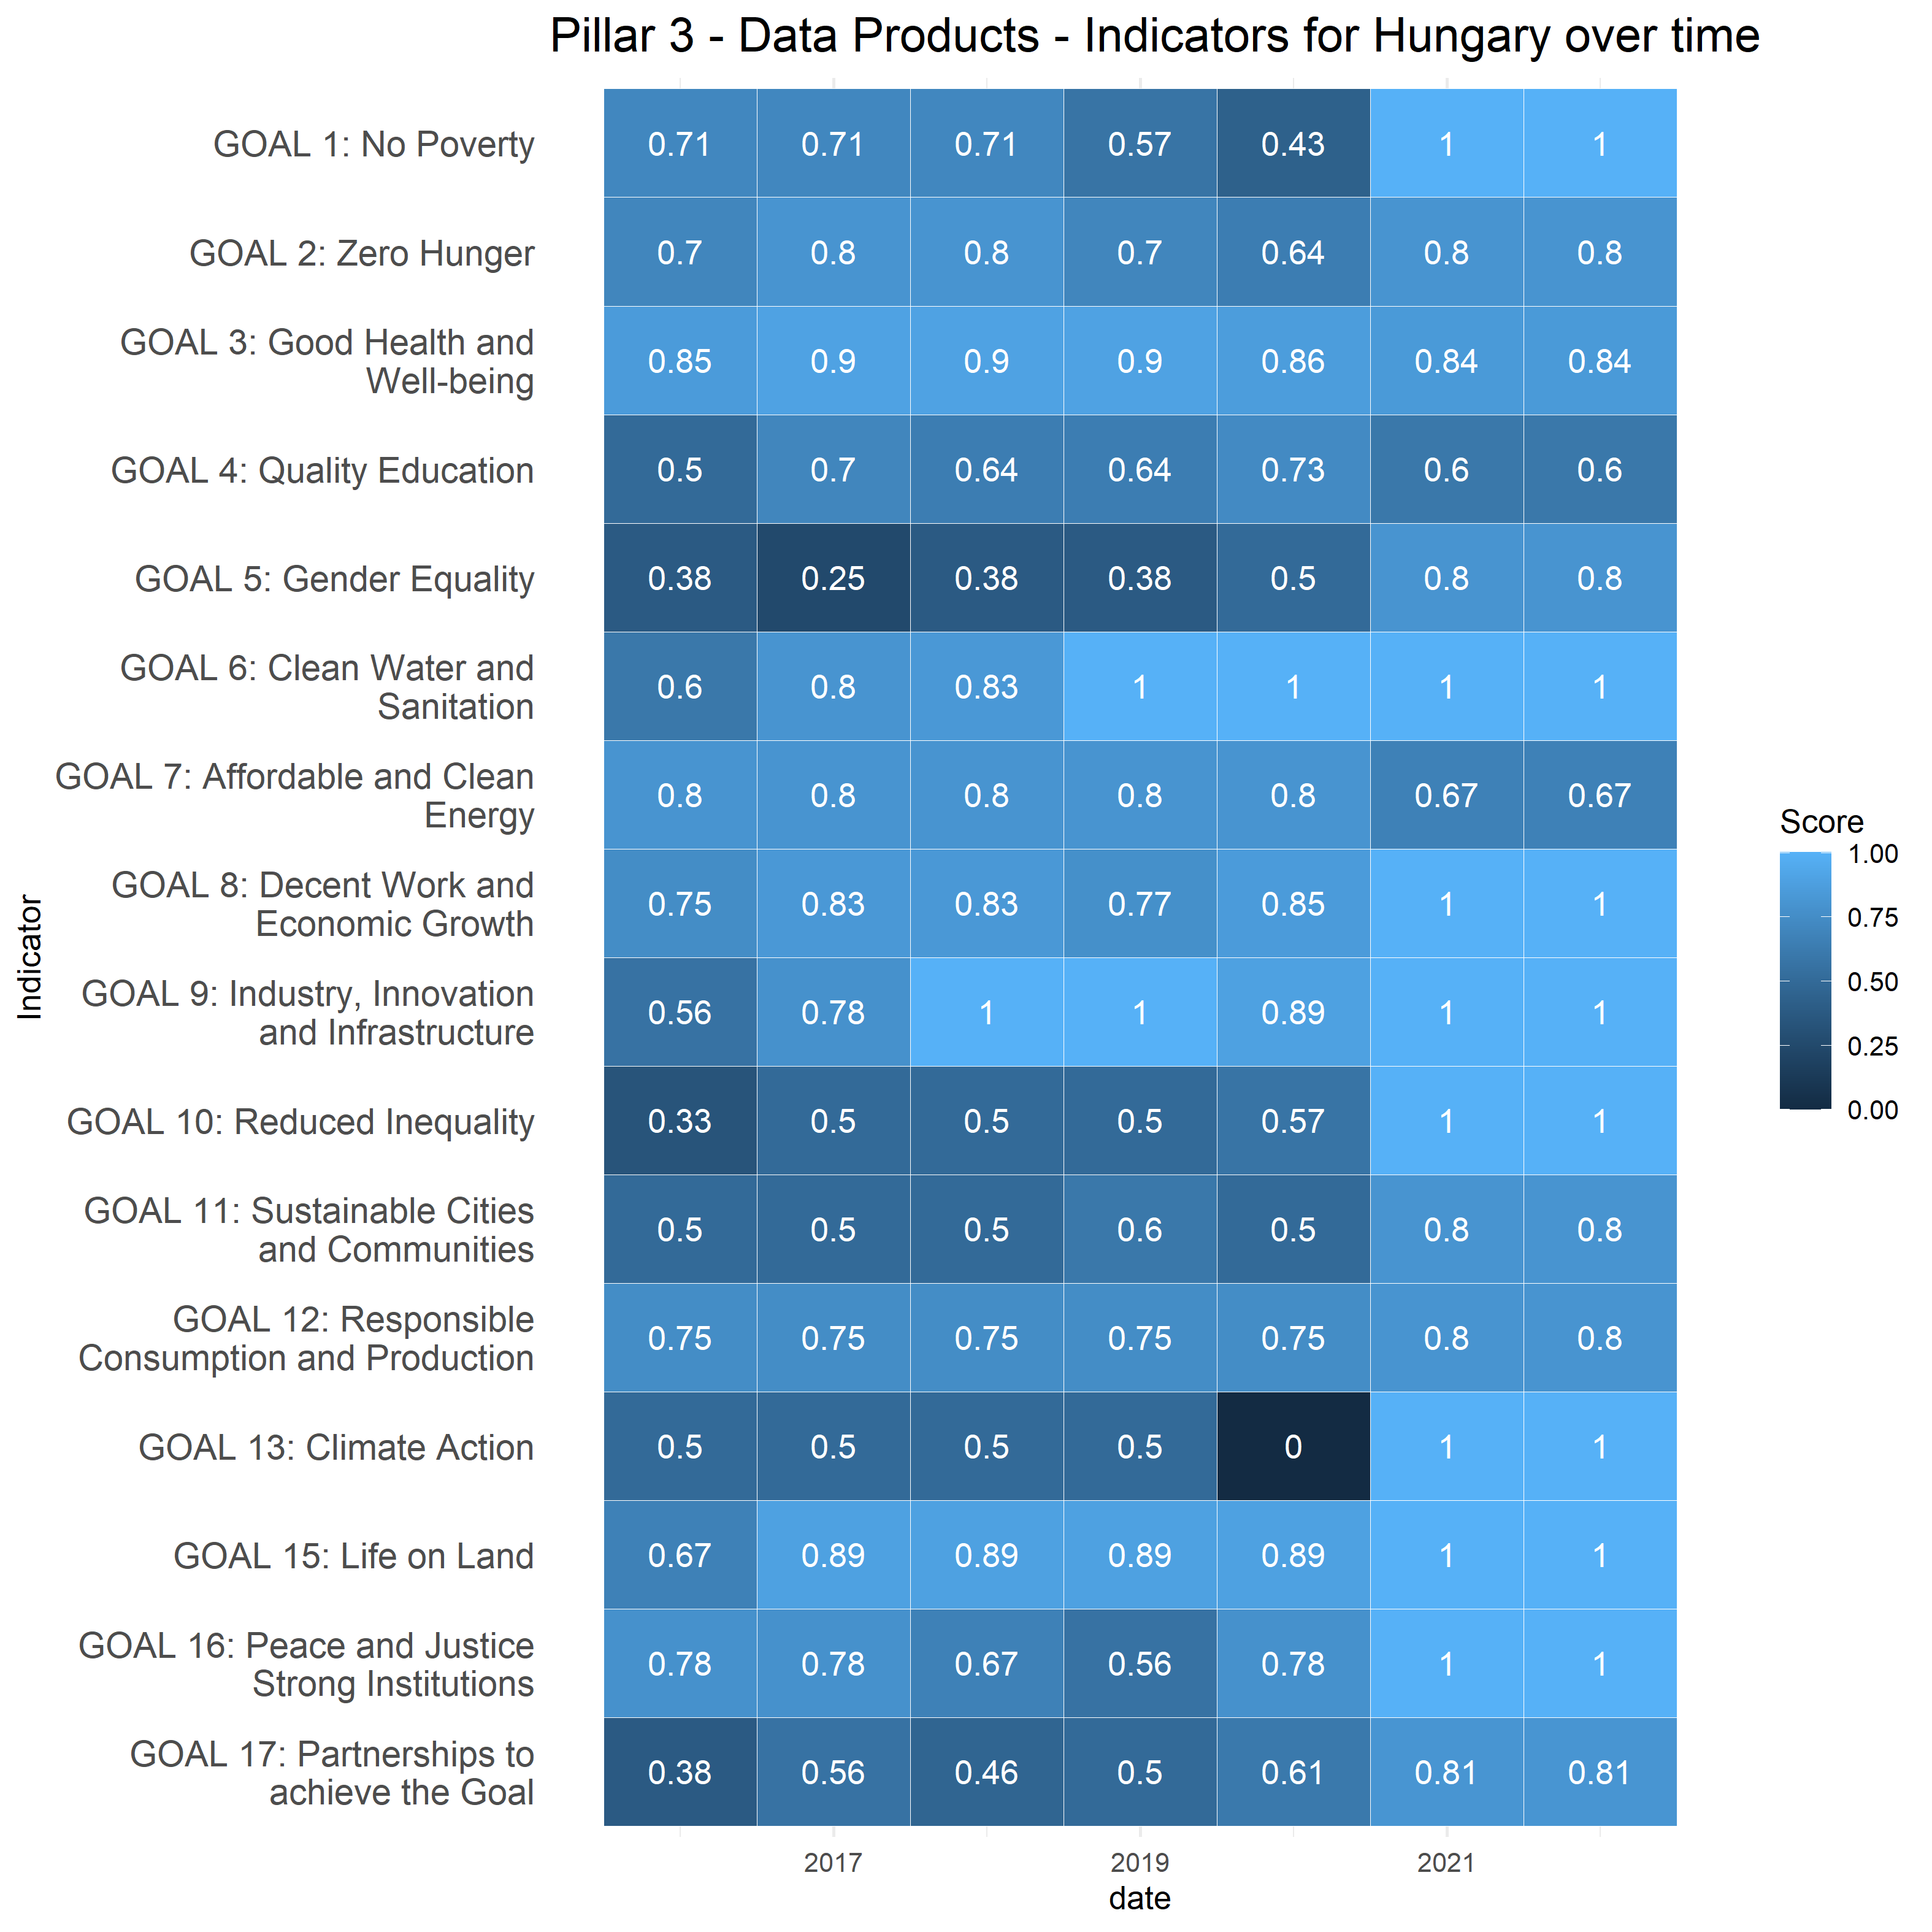 Pillar 3 - Data Products - Indicators for Hungary over time
GOAL 1: No Poverty
0.71 0.71 0.71 0.57 0.43 1 1
GOAL 2: Zero Hunger
0.7 0.8 0.8 0.7 0.64 0.8 0.8
GOAL 3: Good Health and
Well-being
0.85 0.9 0.9 0.9 0.86 0.84 0.84
GOAL 4: Quality Education
0.5 0.7 0.64 0.64 0.73 0.6 0.6
GOAL 5: Gender Equality
0.38 0.25 0.38 0.38 0.5 0.8 0.8
GOAL 6: Clean Water and
Sanitation
0.6 0.8 0.83 1 1 1 1
GOAL 7: Affordable and Clean
Energy
0.8 0.8 0.8 0.8 0.8 0.67 0.67
GOAL 8: Decent Work and
Economic Growth
0.75 0.83 0.83 0.77 0.85 1 1
GOAL 9: Industry, Innovation
and Infrastructure
0.56 0.78 1 1 0.89 1 1
GOAL 10: Reduced Inequality
0.33 0.5 0.5 0.5 0.57 1 1
GOAL 11: Sustainable Cities
and Communities
0.5 0.5 0.5 0.6 0.5 0.8 0.8
GOAL 12: Responsible
Consumption and Production
0.75 0.75 0.75 0.75 0.75 0.8 0.8
GOAL 13: Climate Action
0.5 0.5 0.5 0.5 0 1 1
GOAL 15: Life on Land
0.67 0.89 0.89 0.89 0.89 1 1
GOAL 16: Peace and Justice
Strong Institutions
0.78 0.78 0.67 0.56 0.78 1 1
GOAL 17: Partnerships to
achieve the Goal
0.38 0.56 0.46 0.5 0.61 0.81 0.81
2017 2019 2021
date
Indicator
Score
1.00
0.75
0.50
0.25
0.00